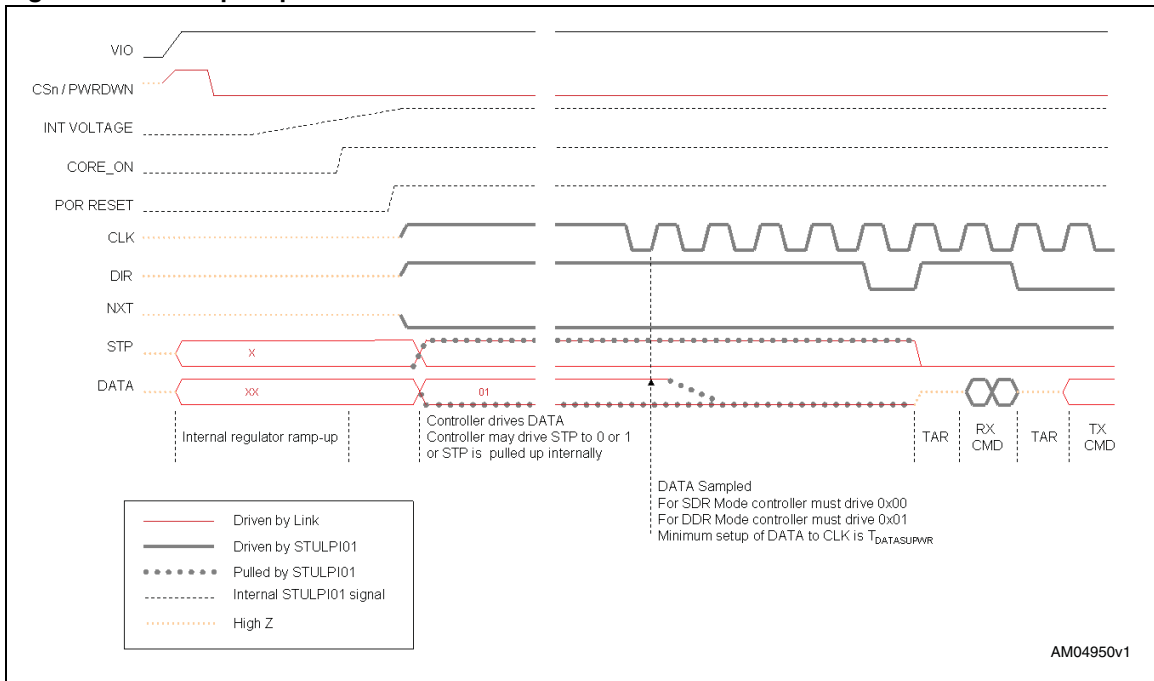 VIO
CSn / PWRDWN
INT VOLTAGE
CORE_ON
POR RESET
CLK
DIR
NXT
STP
X
DATA
XX
01
Internal regulator ramp-up
Controller drives DATA
Controller may drive STP to 0 or 1
or STP is pulled up internally
TAR
RX
CMD
TAR
TX
CMD
DATA Sampled
For SDR Mode controller must drive 0x00
For DDR Mode controller must drive 0x01
Minimum setup of DATA to CLK is TDATASUPWR
Driven by Link
Driven by STULPI01
Pulled by STULPI01
Internal STULPI01 signal
High Z
AM04950v1